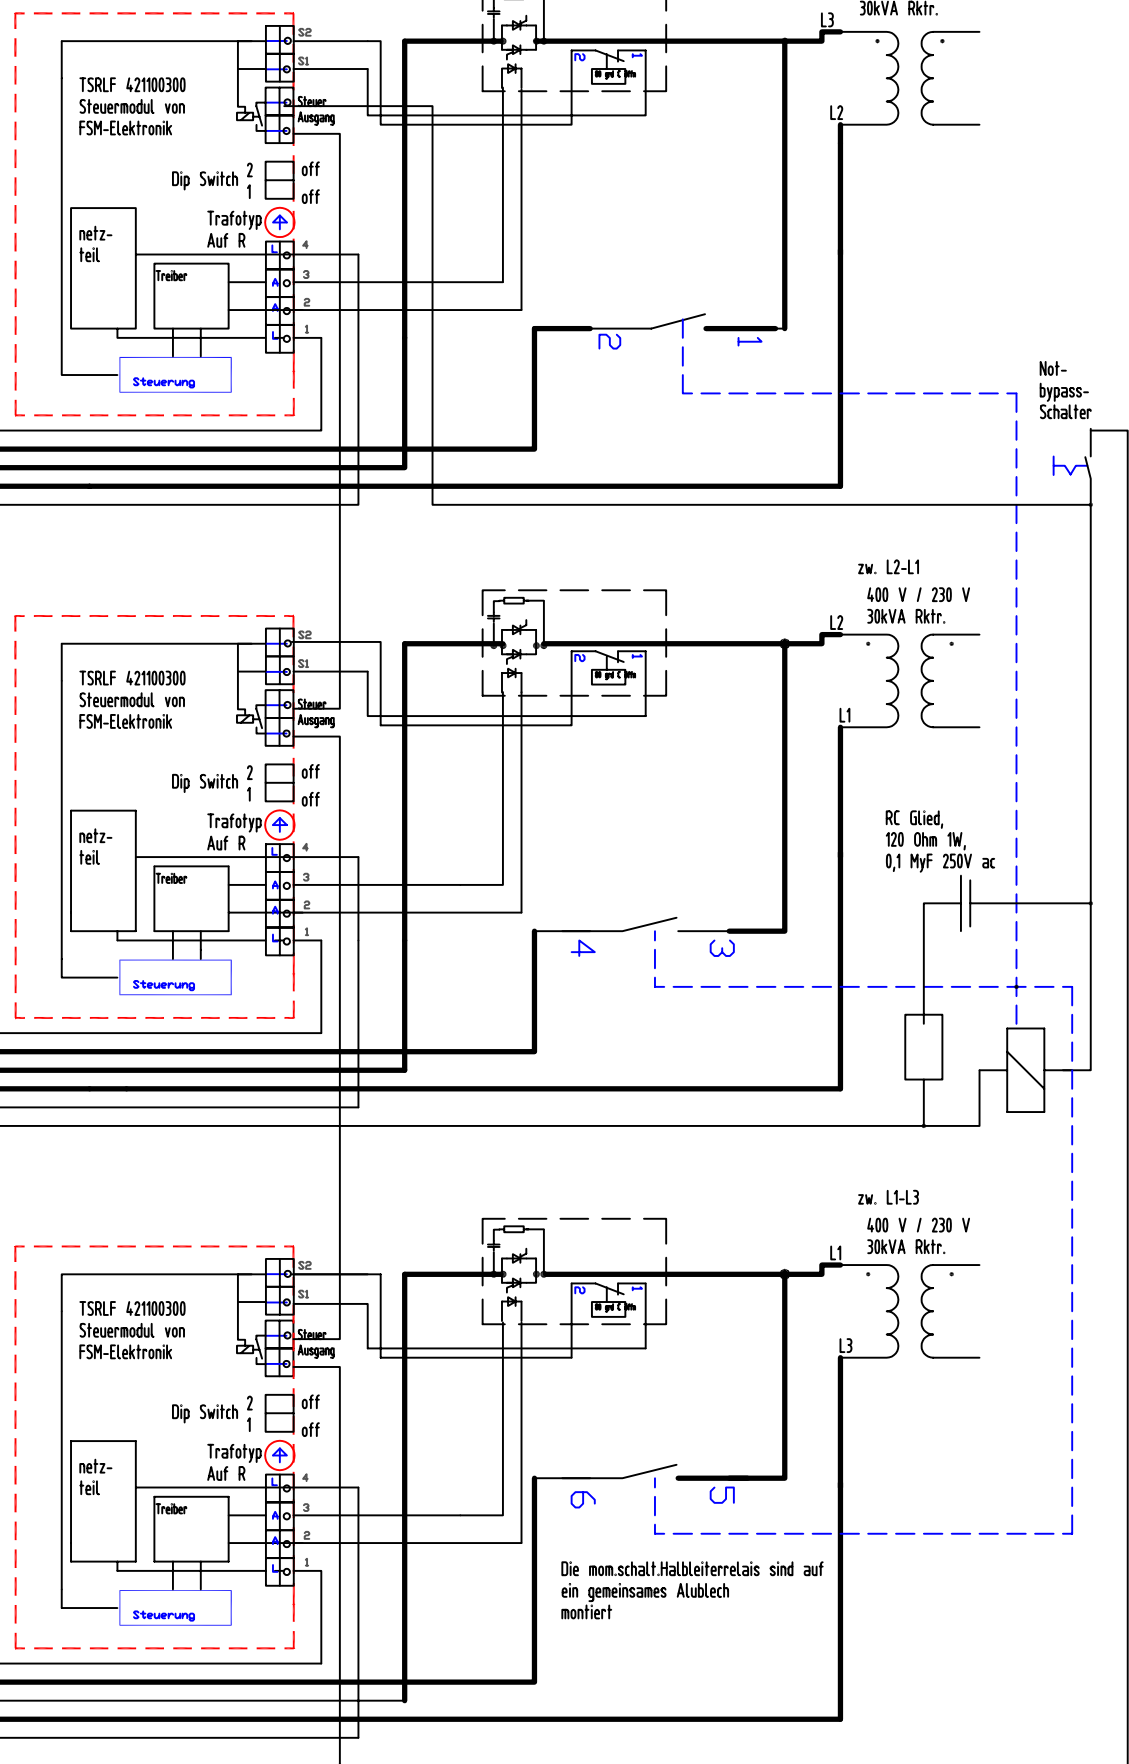 30kVA Rktr.
L3
S2
S1
TSRLF 421100300
Steuermodul von
FSM-Elektronik
Steuer
Ausgang
2
1
L2
Dip Switch
2
1
off
off
Trafotyp
Auf R
netz-
teil
Treiber
L
A
A
L
4
3
2
1
Steuerung
2
1
Not-
bypass-
Schalter
zw. L2-L1
400 V / 230 V
30kVA Rktr.
L2
S2
S1
TSRLF 421100300
Steuermodul von
FSM-Elektronik
Steuer
Ausgang
2
1
L1
Dip Switch
2
1
off
off
Trafotyp
Auf R
netz-
teil
Treiber
L
A
A
L
4
3
2
1
Steuerung
RC Glied,
120 Ohm 1W,
0,1 MyF 250V ac
4
3
zw. L1-L3
400 V / 230 V
30kVA Rktr.
L1
S2
S1
TSRLF 421100300
Steuermodul von
FSM-Elektronik
Steuer
Ausgang
2
1
L3
Dip Switch
2
1
off
off
Trafotyp
Auf R
netz-
teil
Treiber
L
A
A
L
4
3
2
1
Steuerung
6
5
Die mom.schalt.Halbleiterrelais sind auf
ein gemeinsames Alublech
montiert